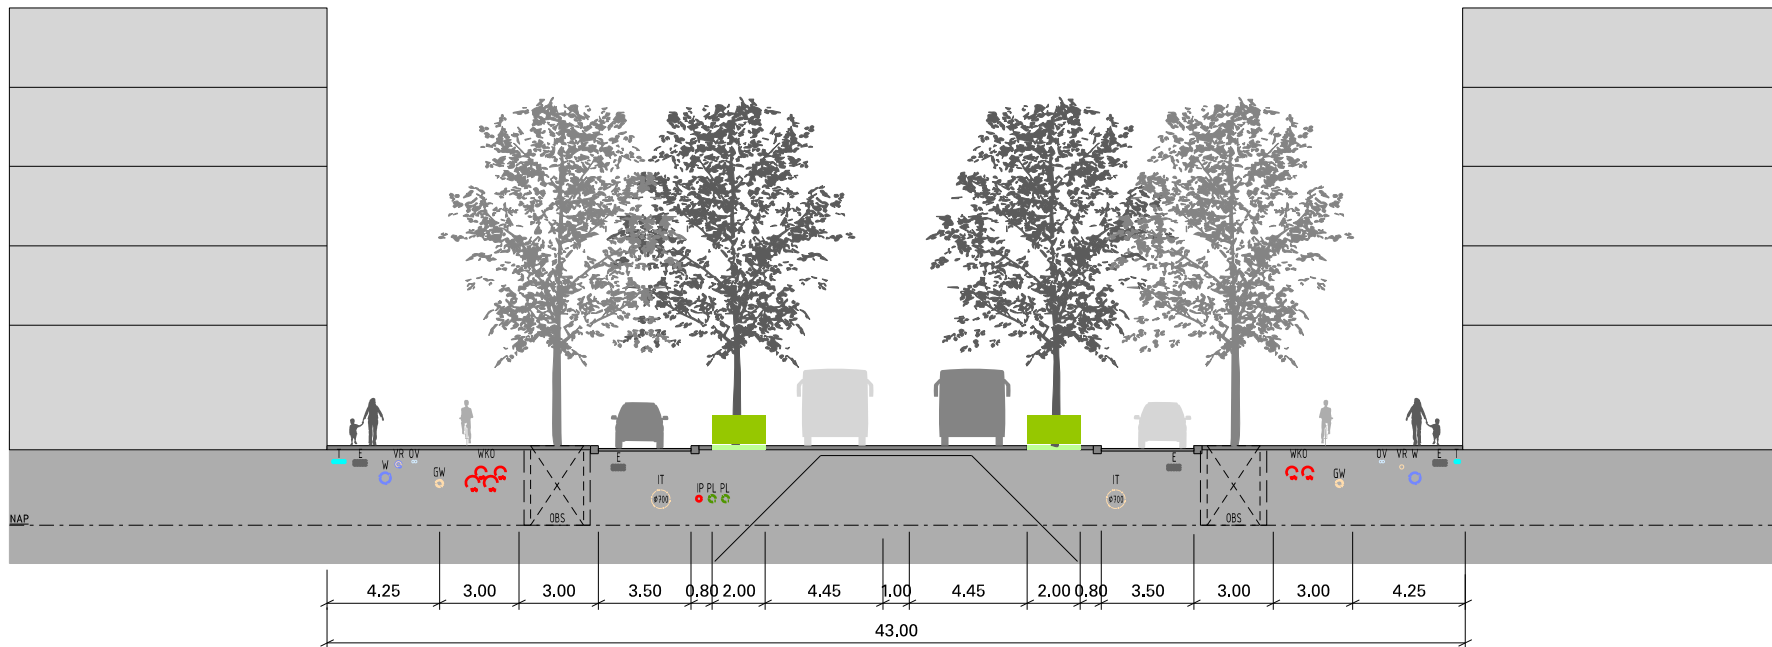 T E W VR OV GW WKO E IT IP PL PL E IT WKO GW OV VR W E T
X X
Ø700 Ø700
OBS OBS
NAP
4.25 3.00 3.00 3.50 0.80 2.00 4.45 1.00 4.45 2.00 0.80 3.50 3.00 3.00 4.25
43.00